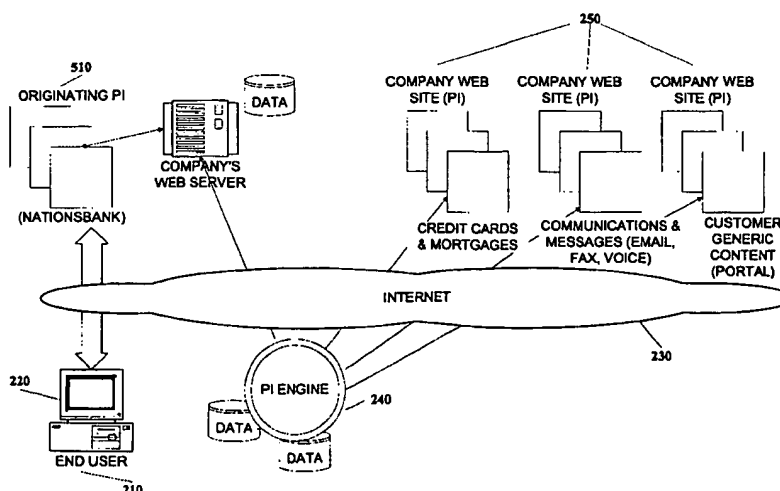 250
510
ORIGINATING PI
DATA
COMPANY'S
WEB SERVER
(NATIONSBANK)
COMPANY WEB
SITE (PI)
COMPANY WEB
SITE (PI)
COMPANY WEB
SITE (PI)
CREDIT CARDS
& MORTGAGES
COMMUNICATIONS &
MESSAGES (EMAIL,
FAX, VOICE)
CUSTOMER
GENERIC
CONTENT
(PORTAL)
INTERNET
230
220
PI ENGINE
240
DATA
DATA
END USER
210